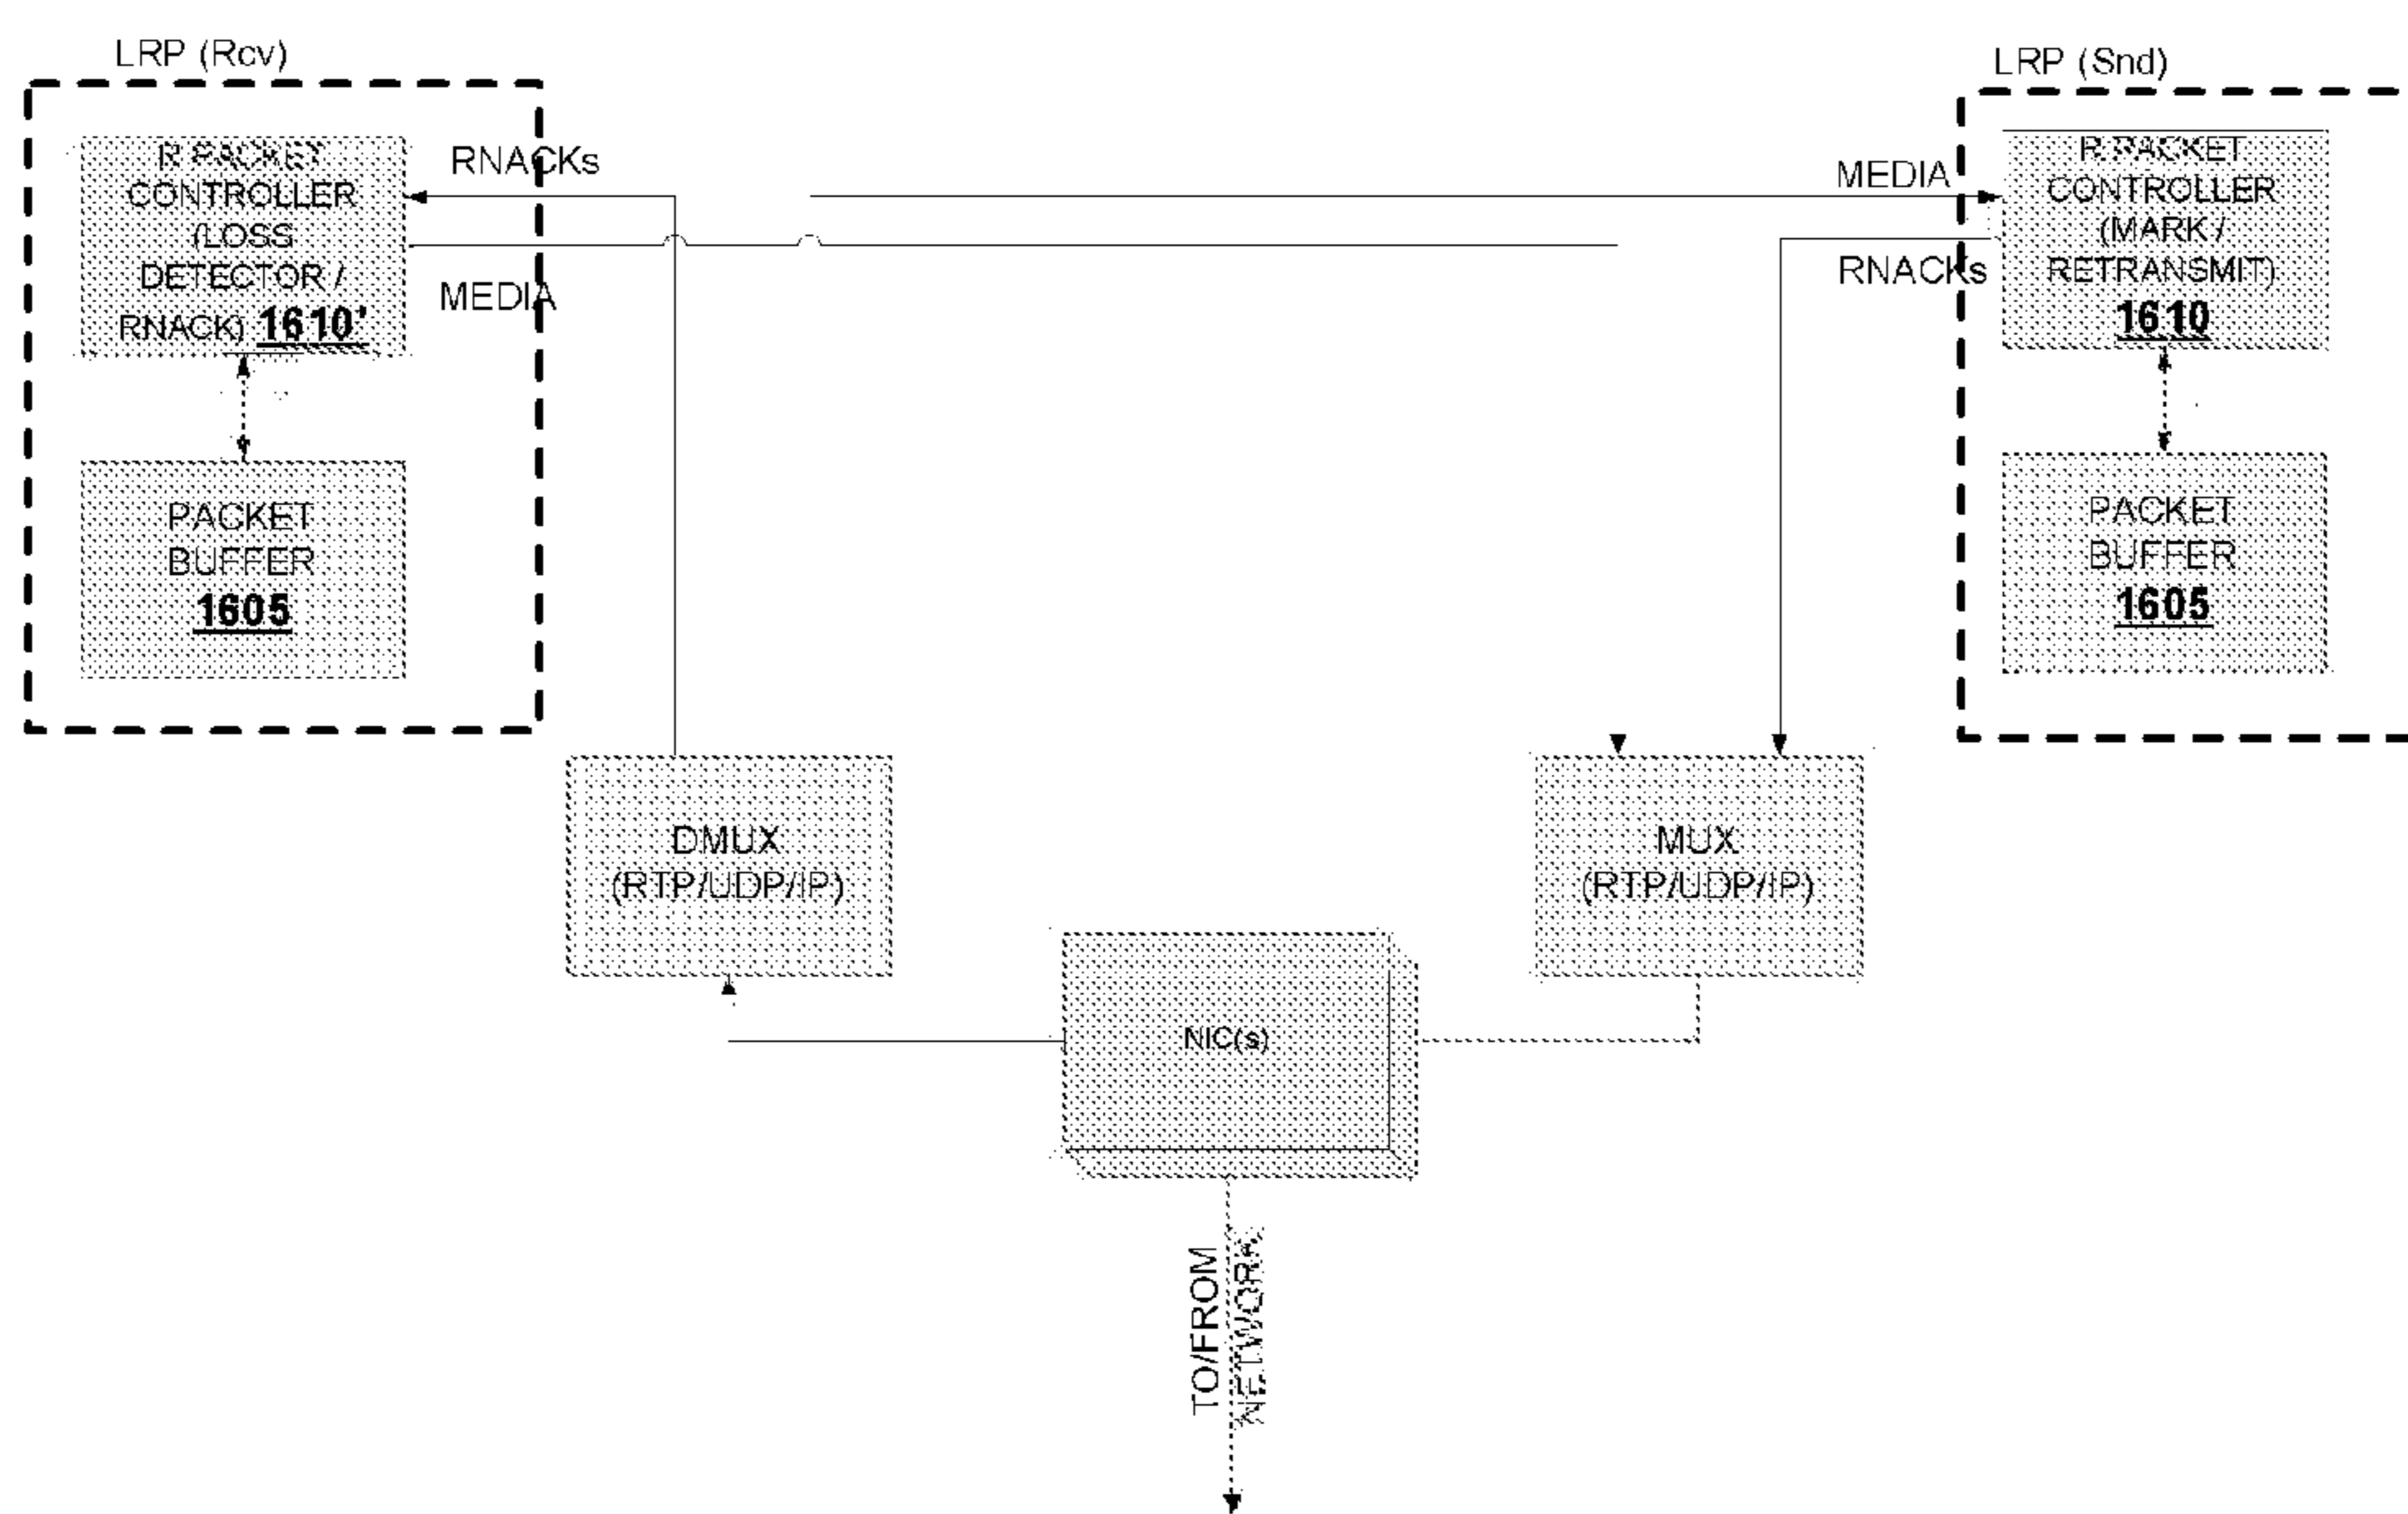 LRP (Rcv)
LRP (Snd)
R PACKET
CONTROLLER
(LOSS
DETECTOR /
RNACK) 1610'
RNACKs
MEDIA
MEDIA
RNACKs
R PACKET
CONTROLLER
(MARK /
RETRANSMIT)
1610
PACKET
BUFFER
1605
PACKET
BUFFER
1605
DMUX
(RTP/UDP/IP)
MUX
(RTP/UDP/IP)
NIC(s)
TO/FROM
NETWORK